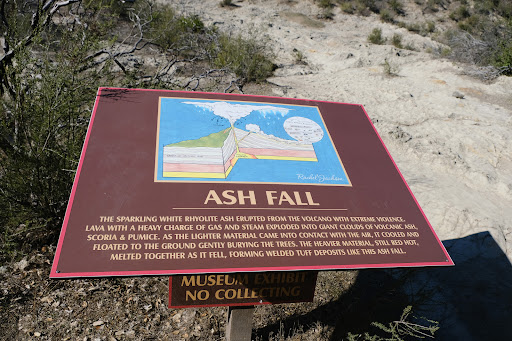 ASH FALL
THE SPARKLING WHITE RHYOLITE ASH ERUPTED FROM THE VOLCANO WITH EXTREME VIOLENCE.
LAVA WITH A HEAVY CHARGE OF GAS AND STEAM EXPLODED INTO GIANT CLOUDS OF VOLCANIC ASH,
SCORIA & PUMICE. AS THE LIGHTER MATERIAL CAME INTO CONTACT WITH THE AIR, IT COOLED AND
FLOATED TO THE GROUND GENTLY BURYING THE TREES. THE HEAVIER MATERIAL, STILL RED HOT,
MELTED TOGETHER AS IT FELL, FORMING WELDED TUFF DEPOSITS LIKE THIS ASH FALL.
MUSEUM EXHIBIT
NO COLLECTING